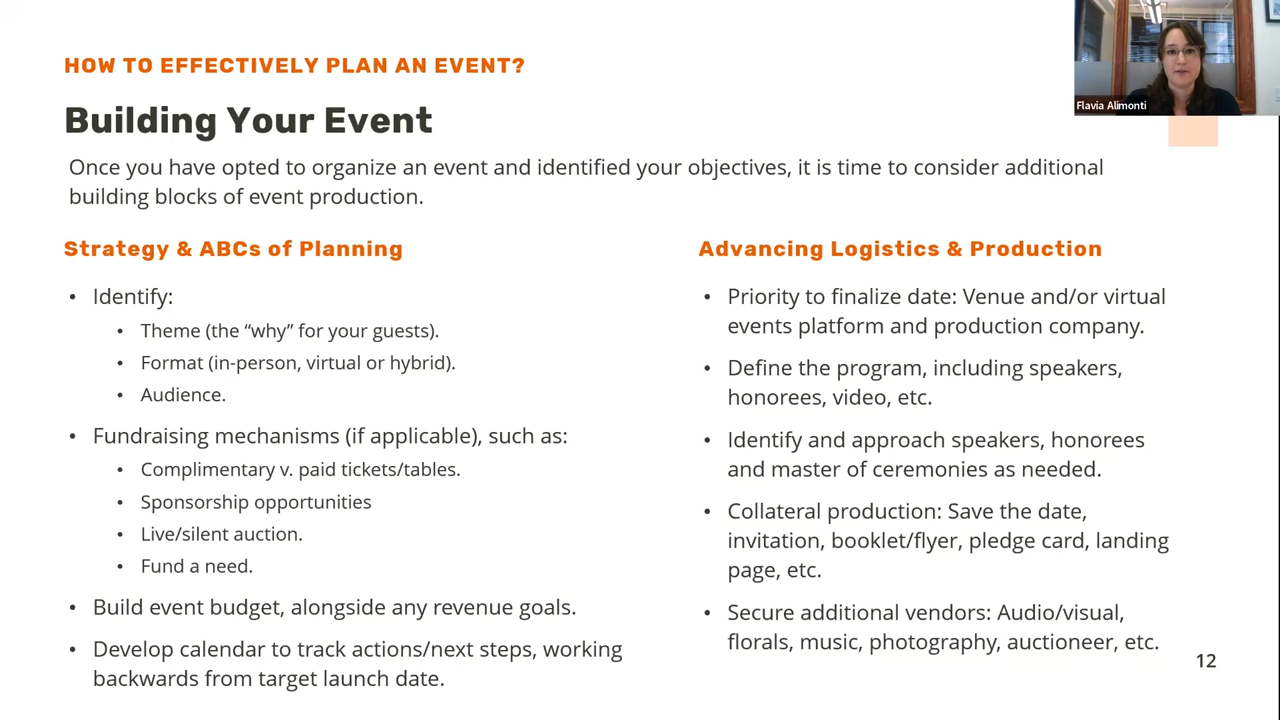 HOW TO EFFECTIVELY PLAN AN EVENT?
Building Your Event
Once you have opted to organize an event and identified your objectives, it is time to consider additional
building blocks of event production.
Strategy & ABCs of Planning
• Identify:
• Theme (the “why” for your guests).
• Format (in-person, virtual or hybrid).
• Audience.
• Fundraising mechanisms (if applicable), such as:
• Complimentary v. paid tickets/tables.
• Sponsorship opportunities
• Live/silent auction.
• Fund a need.
• Build event budget, alongside any revenue goals.
• Develop calendar to track actions/next steps, working
backwards from target launch date.
Advancing Logistics & Production
• Priority to finalize date: Venue and/or virtual
events platform and production company.
• Define the program, including speakers,
honorees, video, etc.
• Identify and approach speakers, honorees
and master of ceremonies as needed.
• Collateral production: Save the date,
invitation, booklet/flyer, pledge card, landing
page, etc.
• Secure additional vendors: Audio/visual,
florals, music, photography, auctioneer, etc.
12
Flavia Alimonti